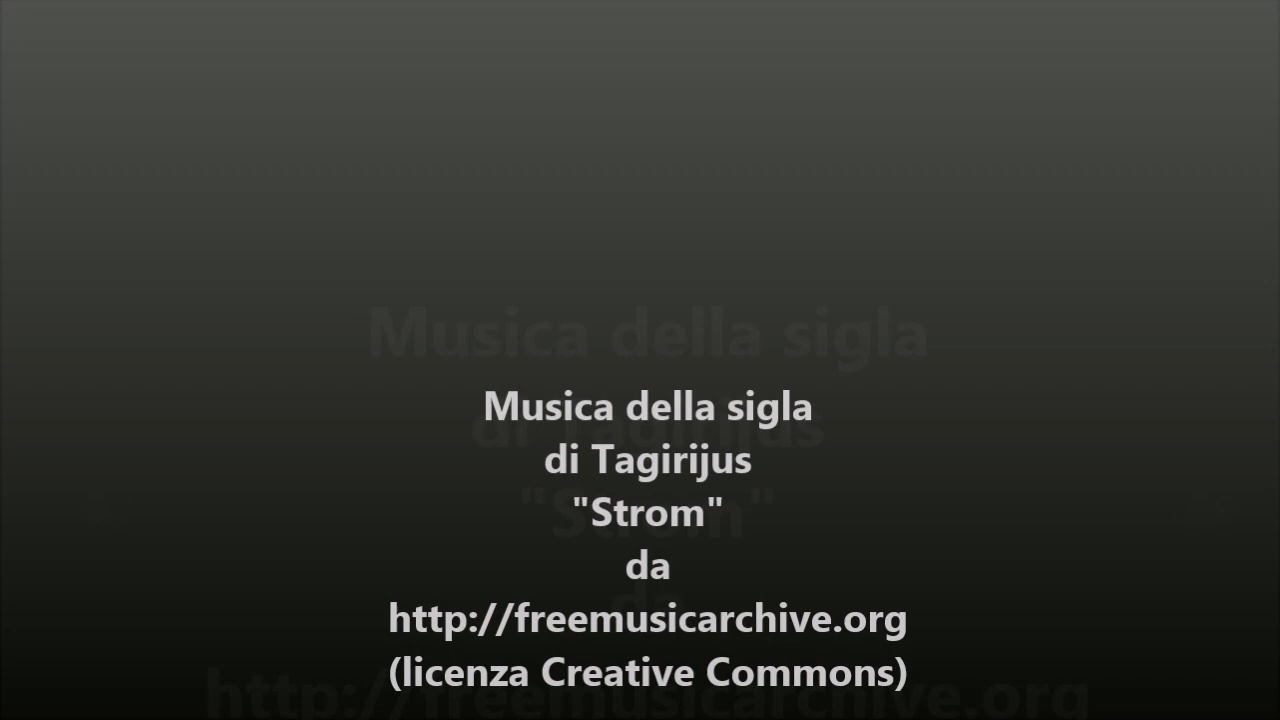 Musica della sigla
di Tagirijus
"Strom"
da
http://freemusicarchive.org
(licenza Creative Commons)